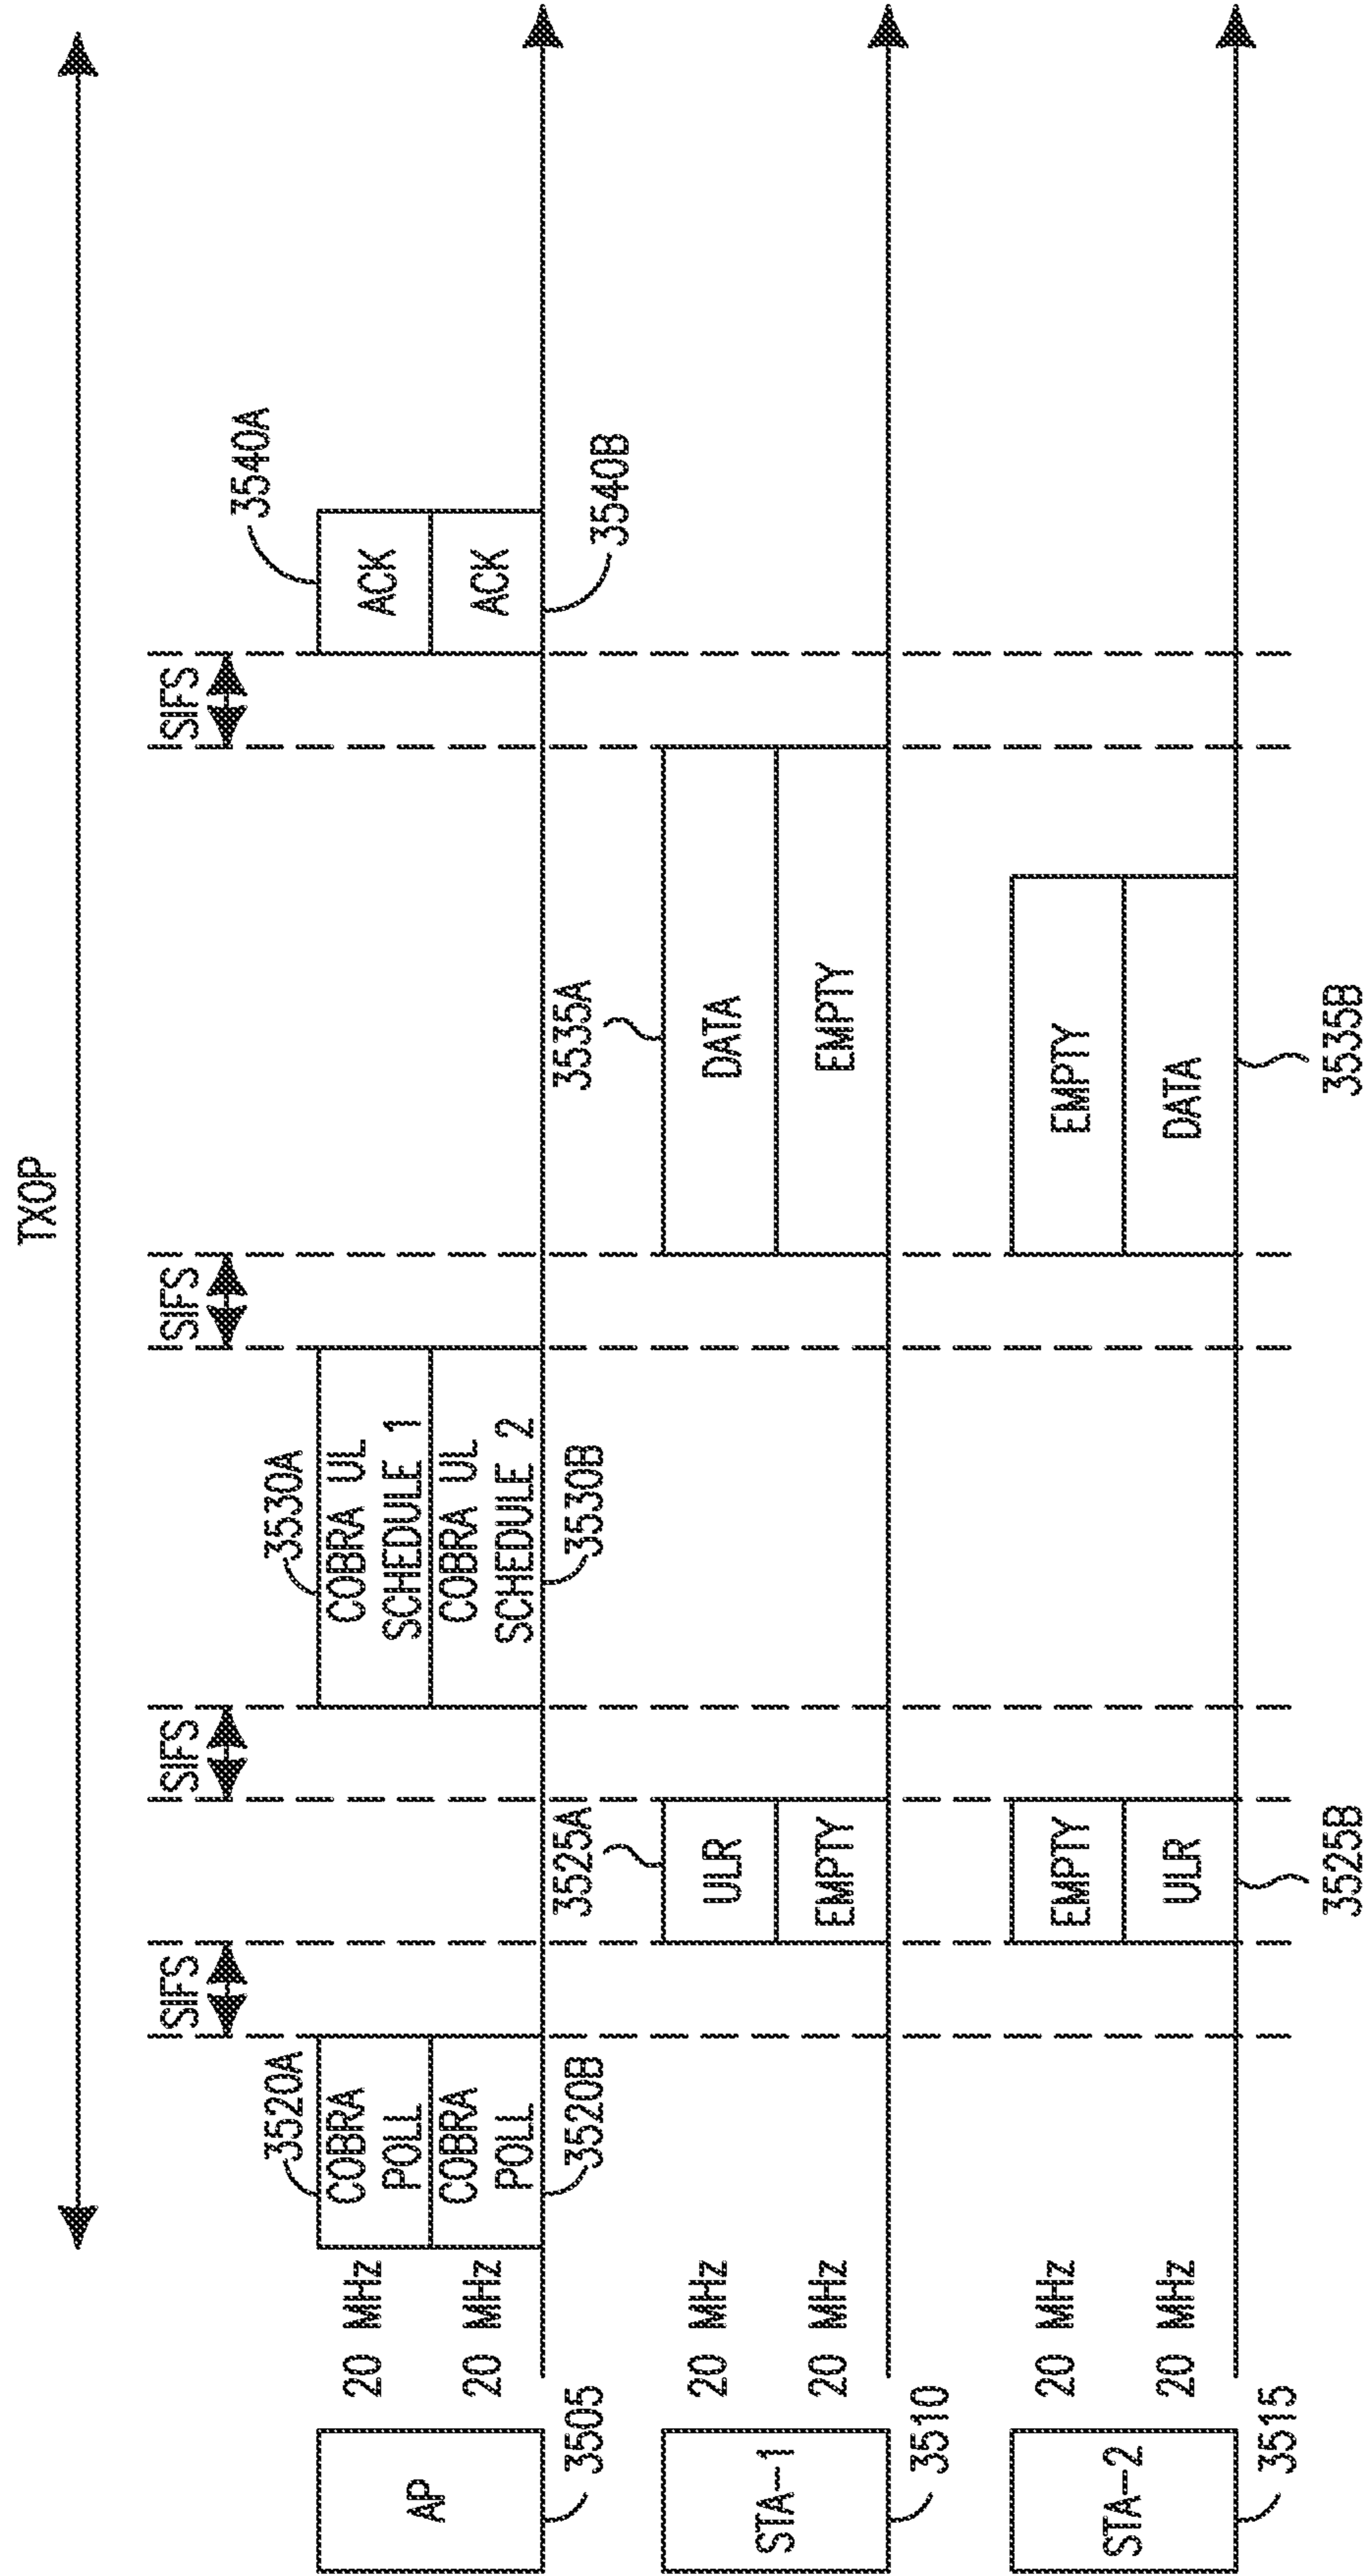 TXOP
SIFS
SIFS
SIFS
SIFS
AP
3505
20 MHz
20 MHz
3520A
COBRA
POLL
COBRA
POLL
3520B
3530A
COBRA UL
SCHEDULE 1
COBRA UL
SCHEDULE 2
3530B
3540A
ACK
ACK
3540B
STA-1
3510
20 MHz
20 MHz
3525A
ULR
EMPTY
3535A
DATA
EMPTY
STA-2
3515
20 MHz
20 MHz
EMPTY
ULR
3525B
EMPTY
DATA
3535B